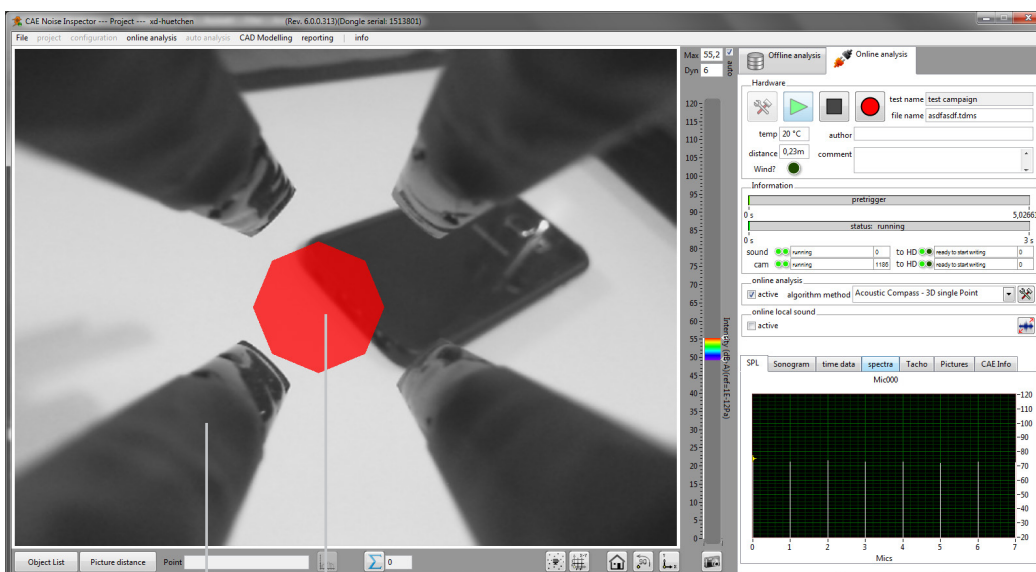 CAE Noise Inspector --- Project --- xd-huetchen (Rev. 6.0.0.313)(Dongle serial: 1513801)
File project configuration online analysis auto analysis CAD Modelling reporting | info
Max 55,2
Dyn 6
auto
120
115
110
105
100
95
90
85
80
75
70
65
60
55
50
45
40
35
30
25
20
15
10
5
0
Intensity (dB(A)(ref=1E-12Pa)
Object List Picture distance Point 0
Offline analysis Online analysis
Hardware
test name test campaign
file name asdfasdf.tdms
temp 20 °C author
distance 0,23m comment
Wind?
Information
pretrigger
0 s 5,0266
status: running
0 s 3 s
sound running 0 to HD ready to start writing 0
cam running 1186 to HD ready to start writing 0
online analysis
active algorithm method Acoustic Compass - 3D single Point
online local sound
active
SPL Sonogram time data spectra Tacho Pictures CAE Info
Mic000
-120
-110
-100
-90
-80
-70
-60
-50
-40
-30
-20
0 1 2 3 4 5 6 7
Mics